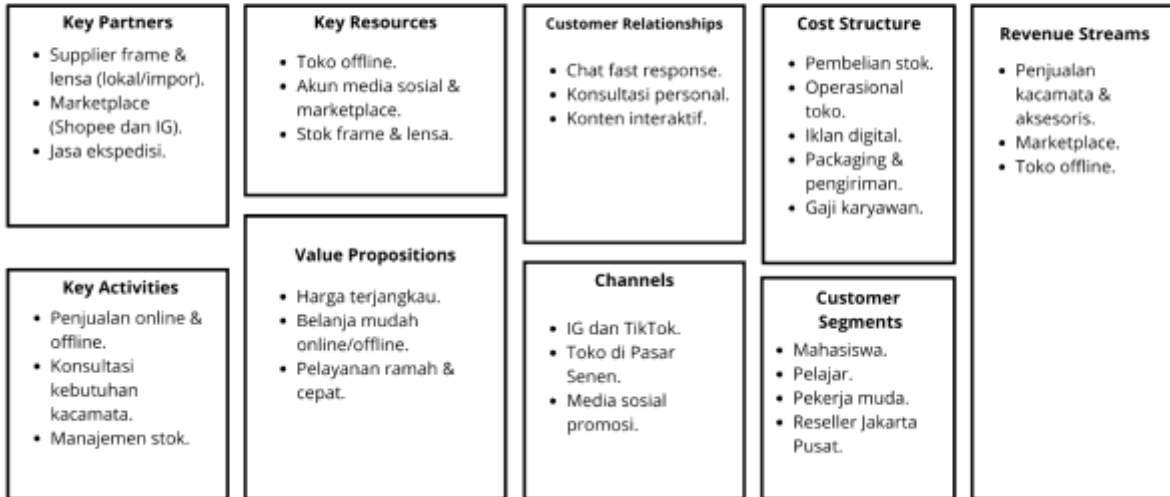 Key Partners
• Supplier frame &
lensa (lokal/impor).
• Marketplace
(Shopee dan IG).
• Jasa ekspedisi.
Key Activities
• Penjualan online &
offline.
• Konsultasi
kebutuhan
kacamata.
• Manajemen stok.
Key Resources
• Toko offline.
• Akun media sosial &
marketplace.
• Stok frame & lensa.
Value Propositions
• Harga terjangkau.
• Belanja mudah
online/offline.
• Pelayanan ramah &
cepat.
Customer Relationships
• Chat fast response.
• Konsultasi personal.
• Konten interaktif.
Channels
• IG dan TikTok.
• Toko di Pasar
Senen.
• Media sosial
promosi.
Cost Structure
• Pembelian stok.
• Operasional
toko.
• Iklan digital.
• Packaging &
pengiriman.
• Gaji karyawan.
Customer
Segments
• Mahasiswa.
• Pelajar.
• Pekerja muda.
• Reseller Jakarta
Pusat.
Revenue Streams
• Penjualan
kacamata &
aksesoris.
• Marketplace.
• Toko offline.